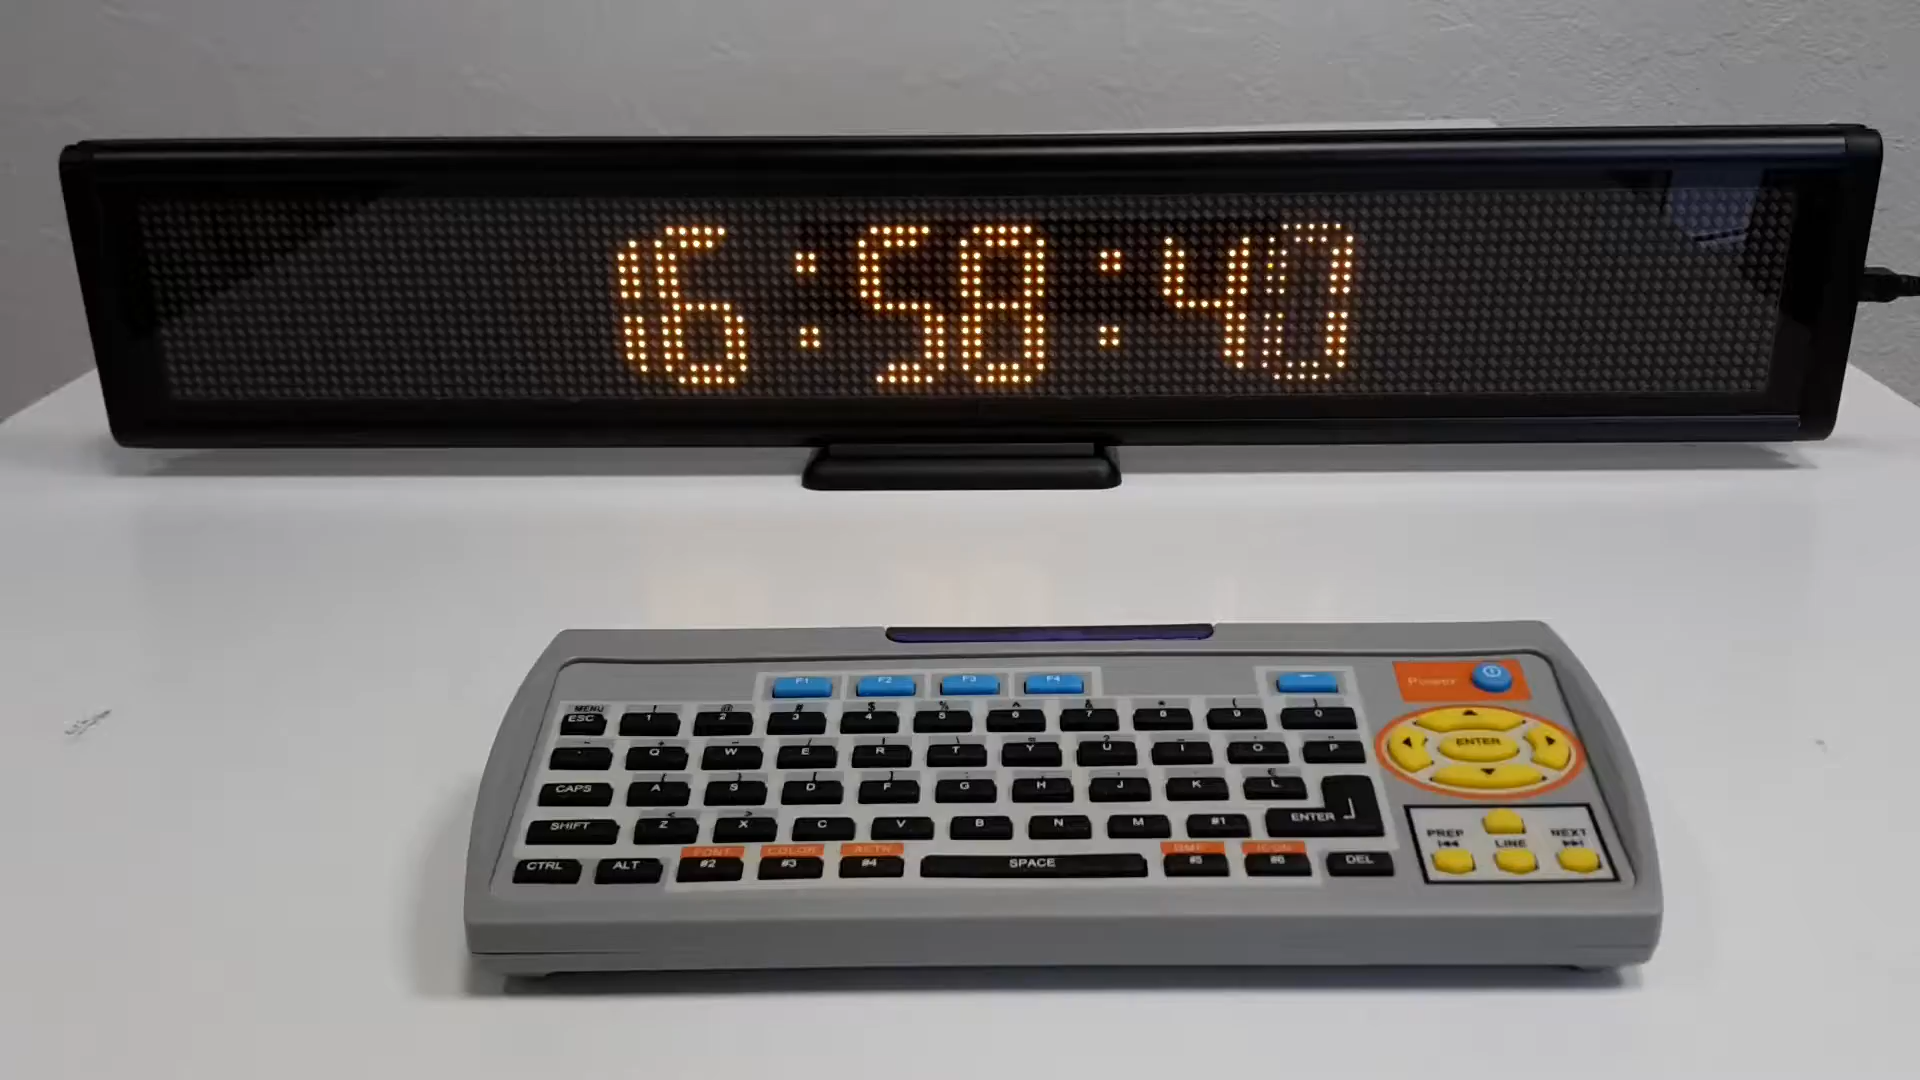 16:58:40
F1 F2 F3 F4 ←
Power
MENU ! @ # $ % ^ & * ( )
ESC 1 2 3 4 5 6 7 8 9 0
Q W E R T Y U I O P
ENTER
CAPS A S D F G H J K L
SHIFT Z X C V B N M #1 ENTER
PREP NEXT
LINE
FONT COLOR
CTRL ALT #2 #3 #4 SPACE #5 #6 DEL